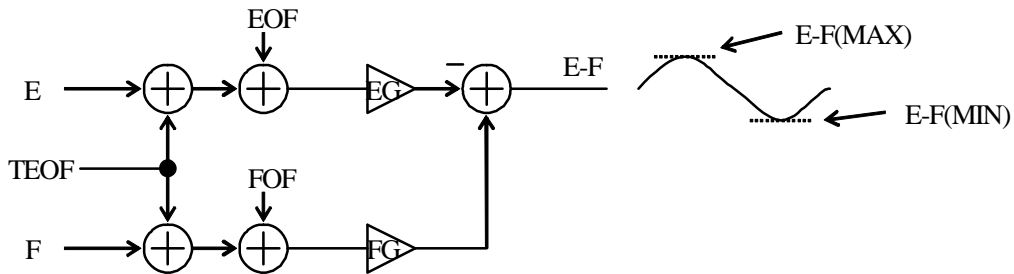 EOF
E-F(MAX)
E
EG
−
E-F
E-F(MIN)
TEOF
FOF
F
FG